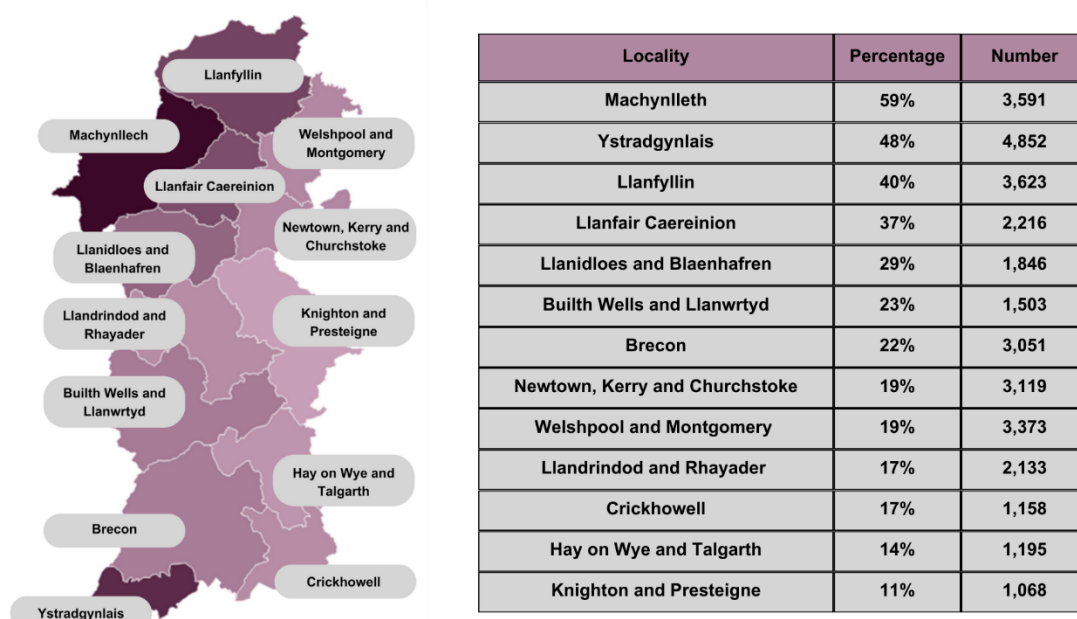 Llanfyllin
Machynllech
Welshpool and
Montgomery
Llanfair Caereinion
Newtown, Kerry and
Churchstoke
Llanidloes and
Blaenhafren
Llandrindod and
Rhayader
Knighton and
Presteigne
Builth Wells and
Llanwrtyd
Hay on Wye and
Talgarth
Brecon
Crickhowell
Ystradgynlais
Locality Percentage Number
Machynlleth 59% 3,591
Ystradgynlais 48% 4,852
Llanfyllin 40% 3,623
Llanfair Caereinion 37% 2,216
Llanidloes and Blaenhafren 29% 1,846
Builth Wells and Llanwrtyd 23% 1,503
Brecon 22% 3,051
Newtown, Kerry and Churchstoke 19% 3,119
Welshpool and Montgomery 19% 3,373
Llandrindod and Rhayader 17% 2,133
Crickhowell 17% 1,158
Hay on Wye and Talgarth 14% 1,195
Knighton and Presteigne 11% 1,068